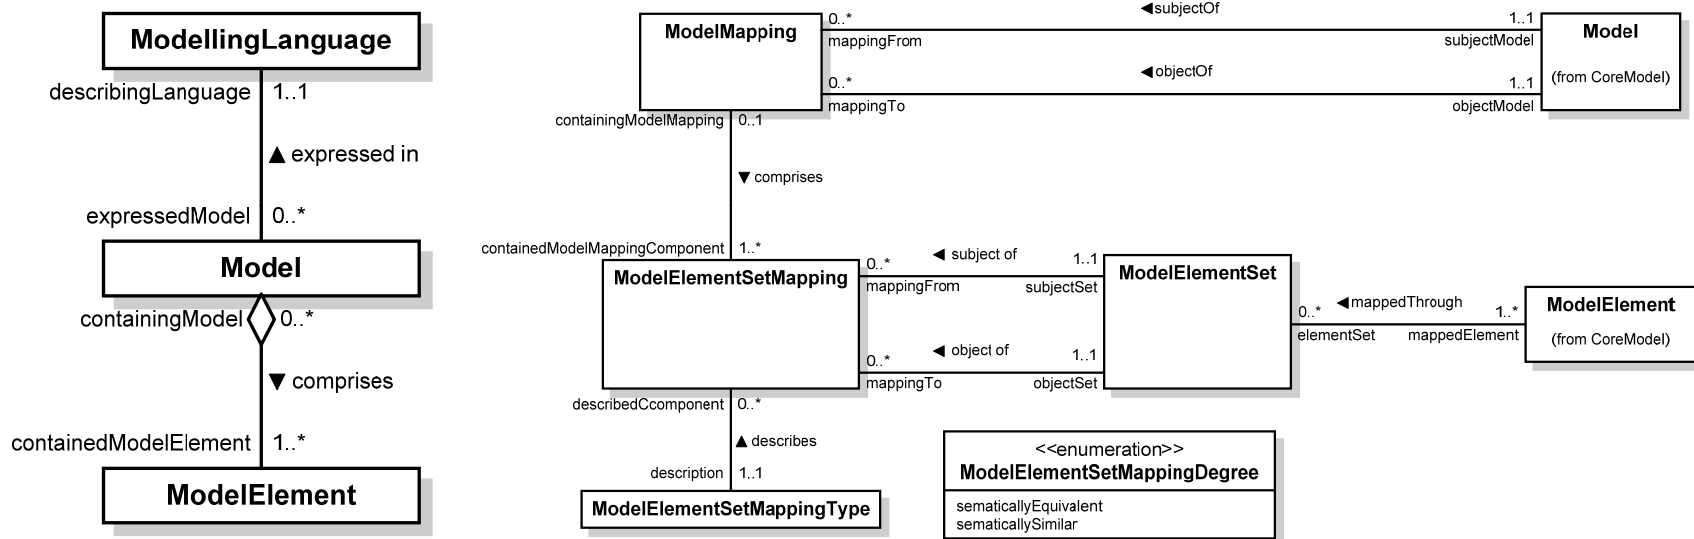 ModellingLanguage
describingLanguage 1..1
▲ expressed in
expressedModel 0..*
Model
containingModel 0..*
▼ comprises
containedModelElement 1..*
ModelElement
ModelMapping
0..* ◄ subjectOf 1..1
mappingFrom subjectModel
0..* ◄ objectOf 1..1
mappingTo objectModel
Model
(from CoreModel)
containingModelMapping 0..1
▼ comprises
containedModelMappingComponent 1..*
ModelElementSetMapping
0..* ◄ subject of 1..1
mappingFrom subjectSet
0..* ◄ object of 1..1
mappingTo objectSet
ModelElementSet
0..* ◄ mappedThrough 1..*
elementSet mappedElement
ModelElement
(from CoreModel)
describedCcomponent 0..*
▲ describes
description 1..1
ModelElementSetMappingType
<<enumeration>>
ModelElementSetMappingDegree
sematicallyEquivalent
sematicallySimilar